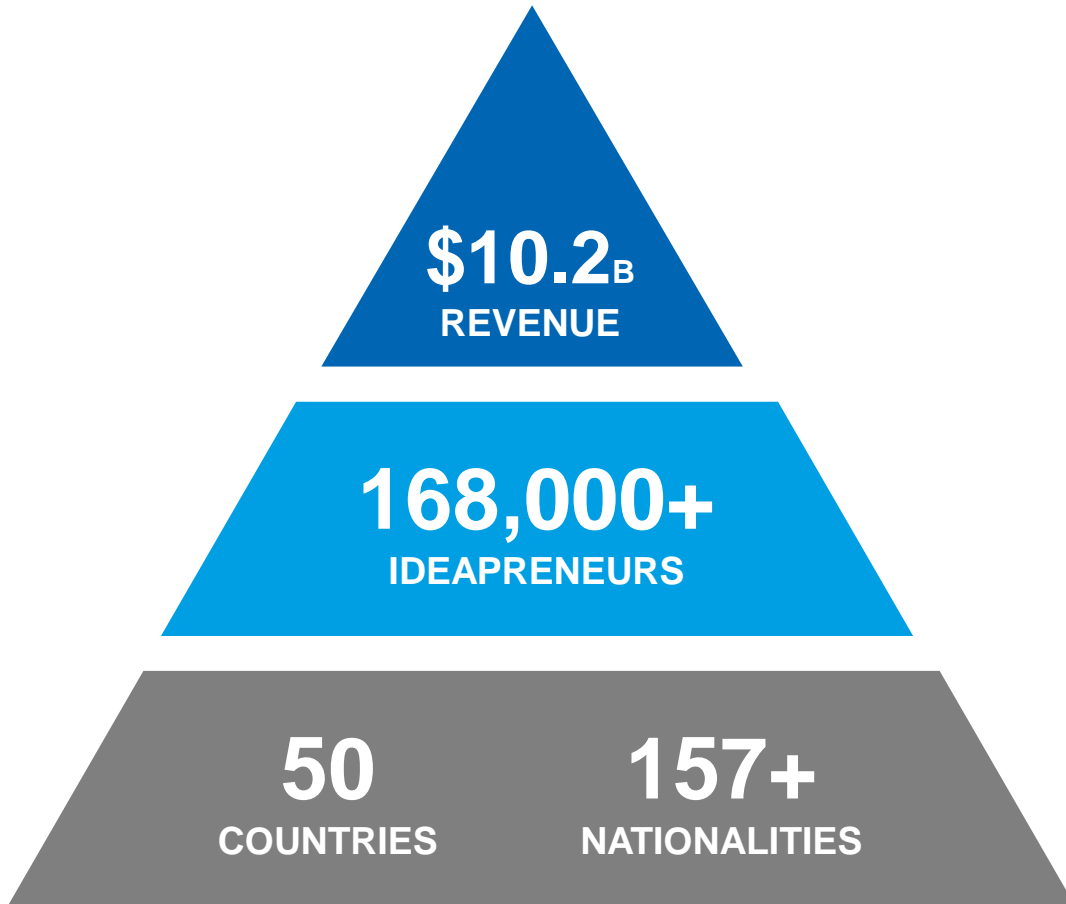 $10.2B
REVENUE
168,000+
IDEAPRENEURS
50 157+
COUNTRIES NATIONALITIES